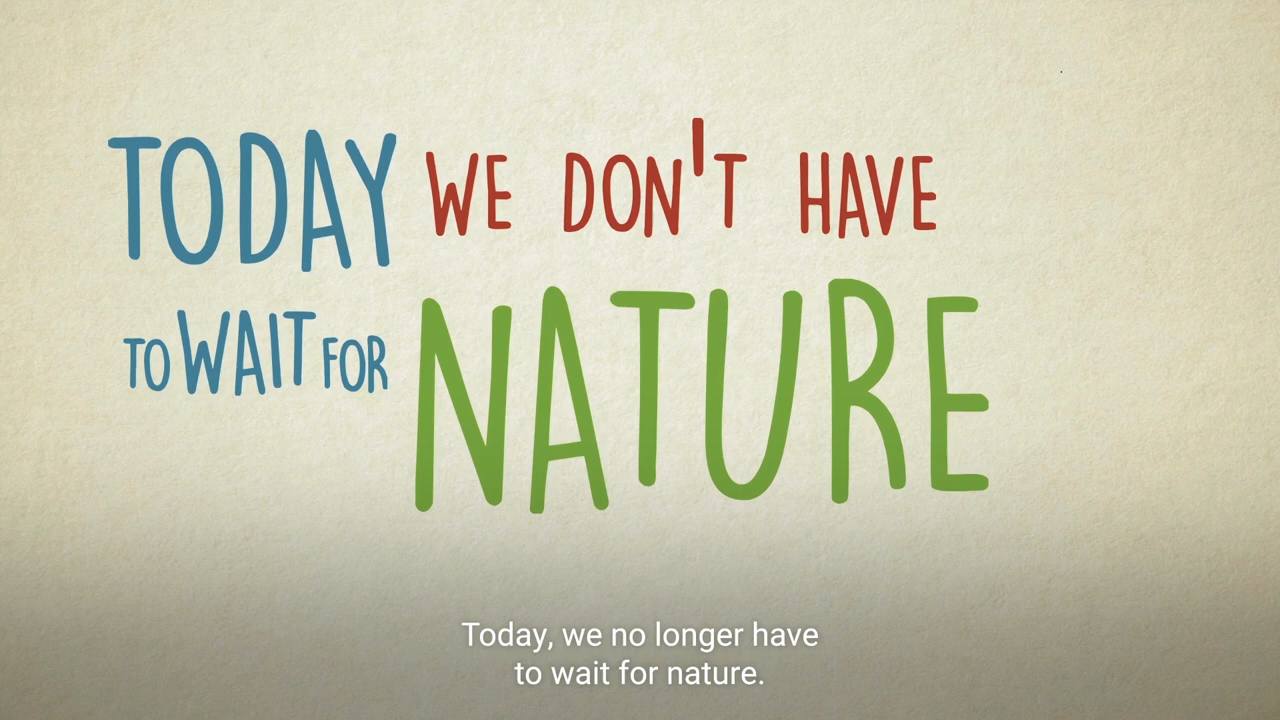 TODAY WE DON'T HAVE
TO WAIT FOR NATURE
Today, we no longer have
to wait for nature.